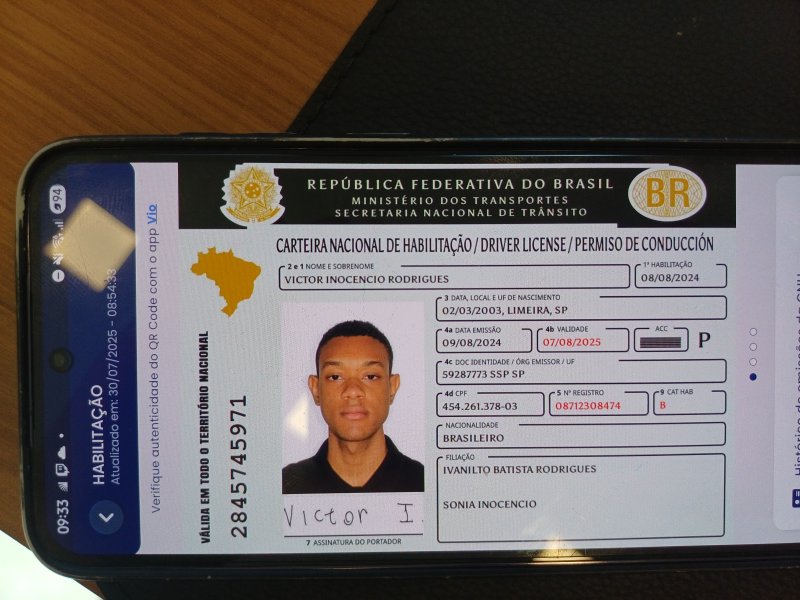 09:33
94
HABILITAÇÃO
Atualizado em: 30/07/2025 - 08:54:33
Verifique autenticidade do QR Code com o app Vio
REPÚBLICA FEDERATIVA DO BRASIL
MINISTÉRIO DOS TRANSPORTES
SECRETARIA NACIONAL DE TRÂNSITO
BR
CARTEIRA NACIONAL DE HABILITAÇÃO / DRIVER LICENSE / PERMISO DE CONDUCCIÓN
2 e 1 NOME E SOBRENOME
VICTOR INOCENCIO RODRIGUES
1ª HABILITAÇÃO
08/08/2024
3 DATA, LOCAL E UF DE NASCIMENTO
02/03/2003, LIMEIRA, SP
4a DATA EMISSÃO
09/08/2024
4b VALIDADE
07/08/2025
ACC
P
4c DOC IDENTIDADE / ÓRG EMISSOR / UF
59287773 SSP SP
4d CPF
454.261.378-03
5 Nº REGISTRO
08712308474
9 CAT HAB
B
NACIONALIDADE
BRASILEIRO
FILIAÇÃO
IVANILTO BATISTA RODRIGUES
SONIA INOCENCIO
VÁLIDA EM TODO O TERRITÓRIO NACIONAL
2845745971
Victor I.
7 ASSINATURA DO PORTADOR